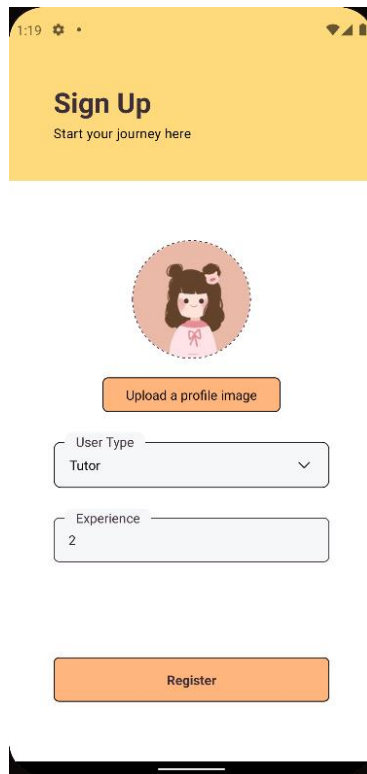 1:19
Sign Up
Start your journey here
Upload a profile image
User Type
Tutor
Experience
2
Register